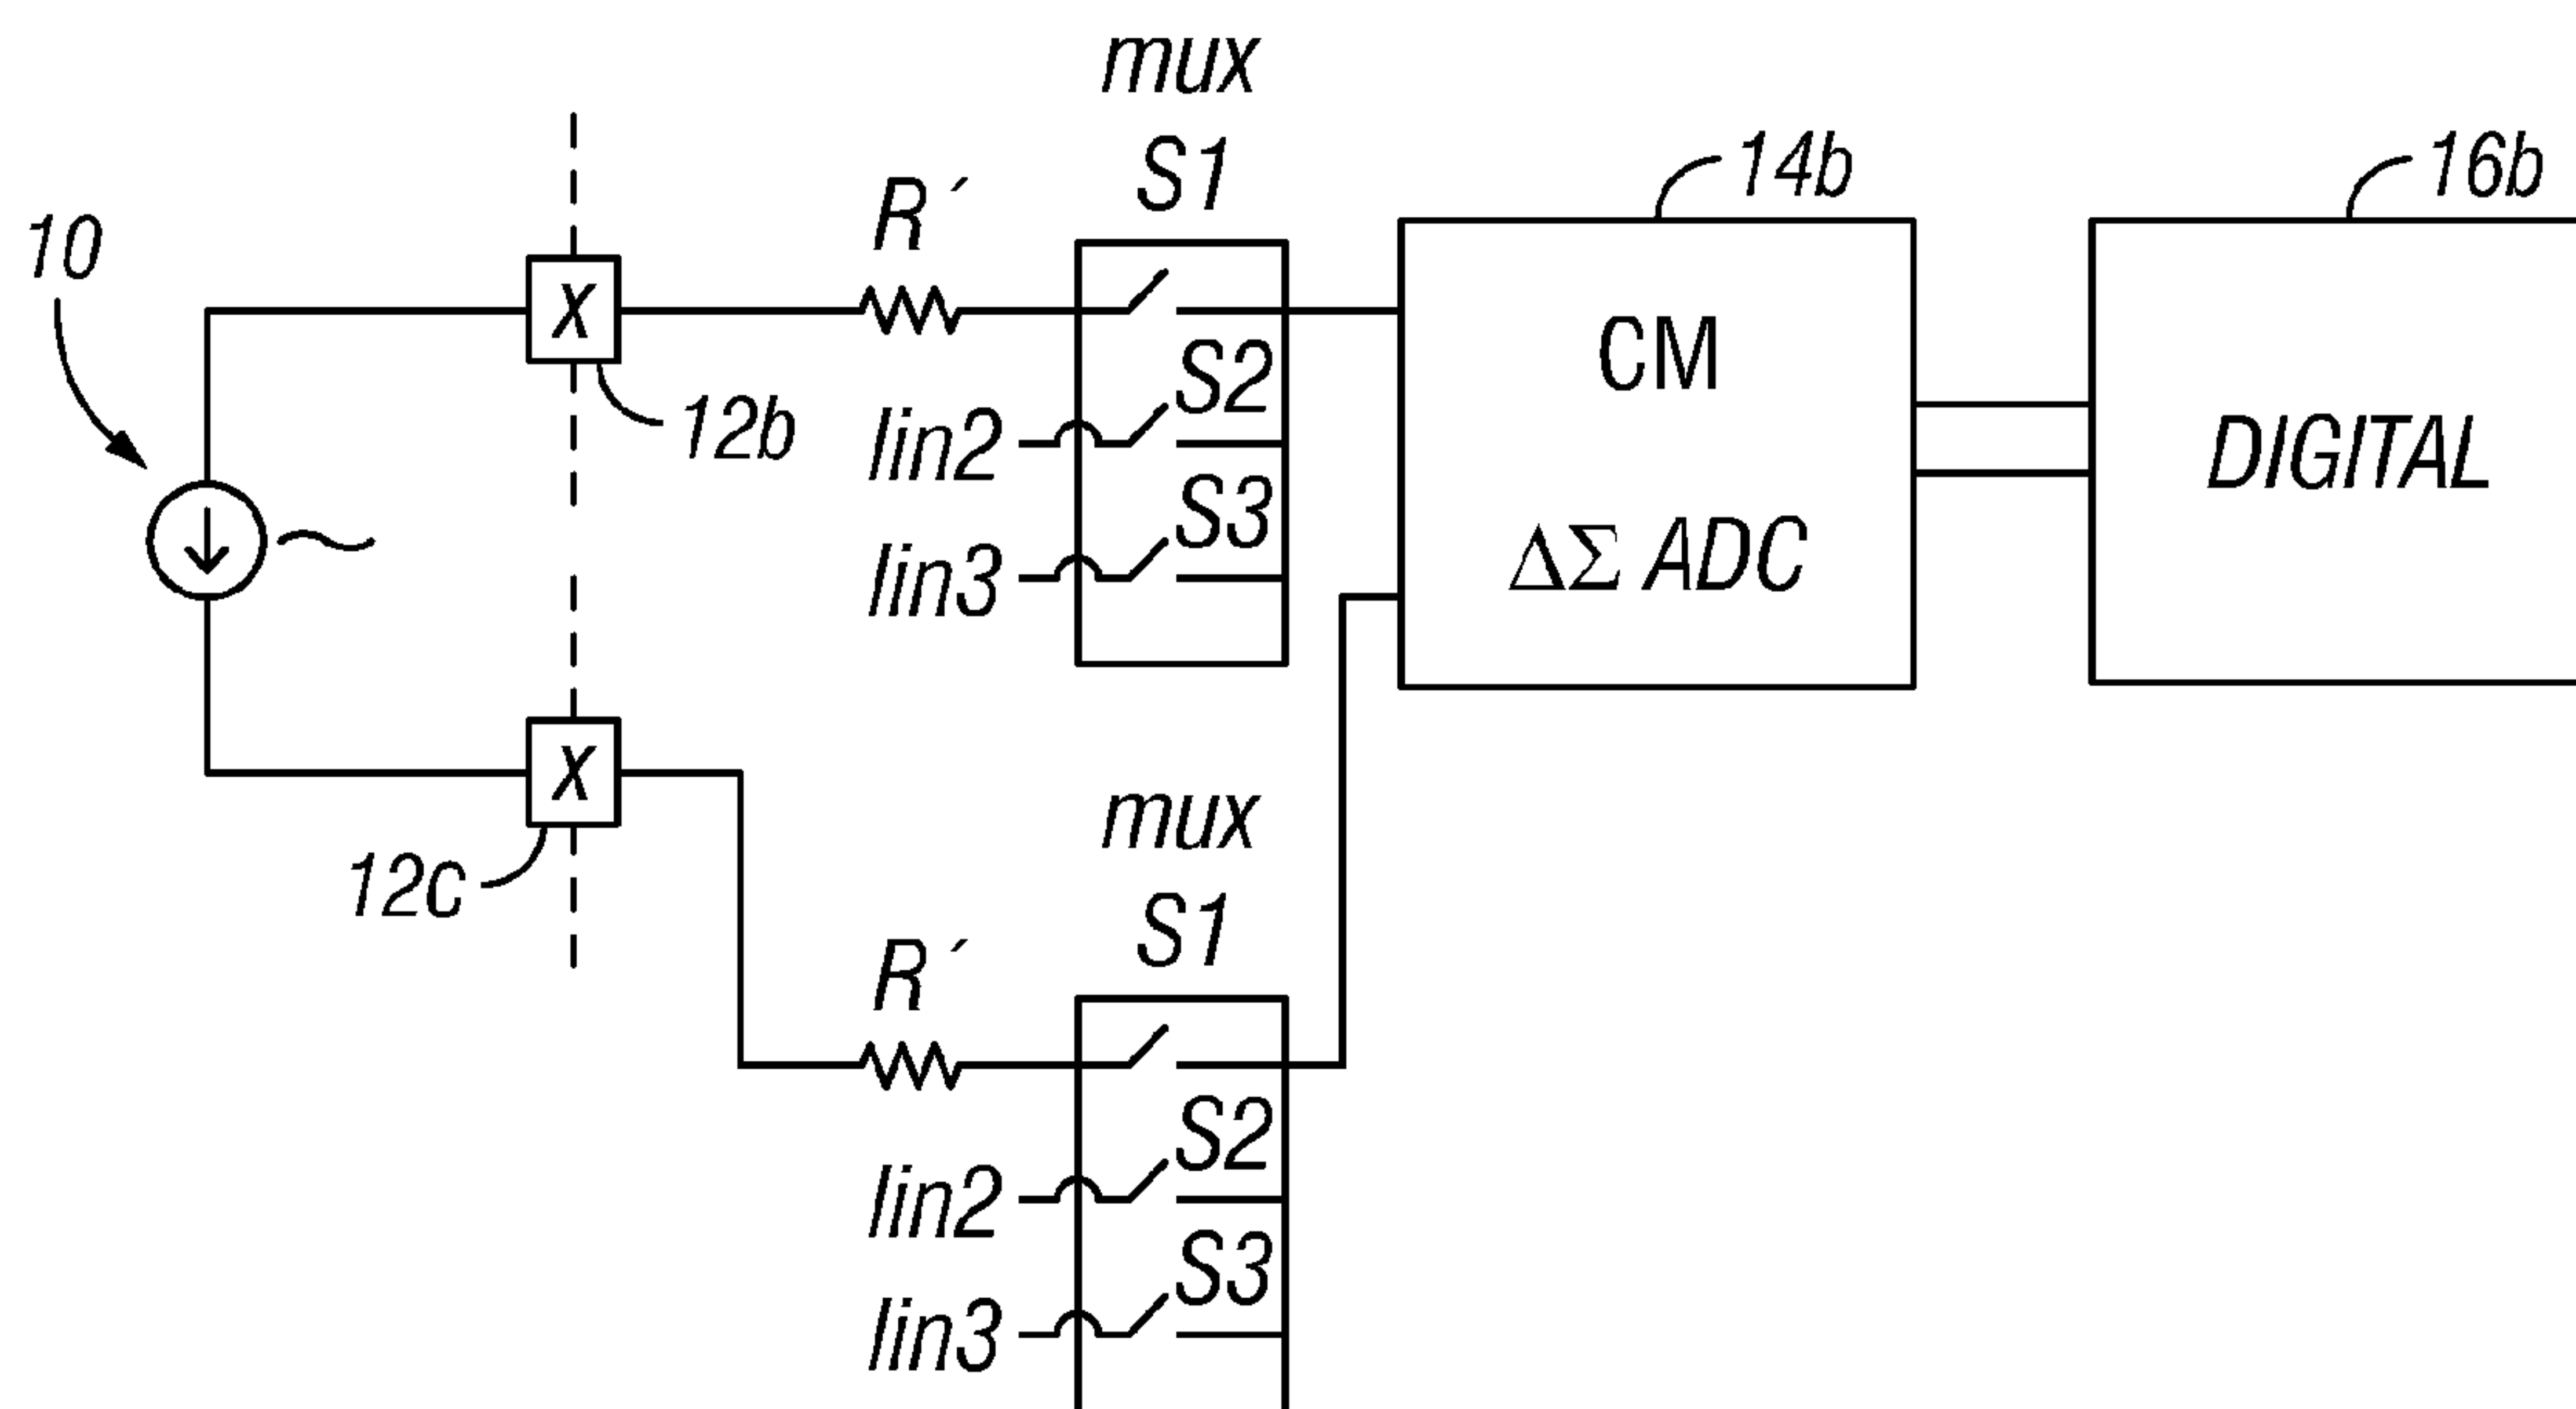 mux
S1
14b
16b
R´
10
X
CM
S2
12b
Iin2
DIGITAL
S3
ΔΣ ADC
Iin3
X
mux
12c
S1
R´
S2
Iin2
S3
Iin3